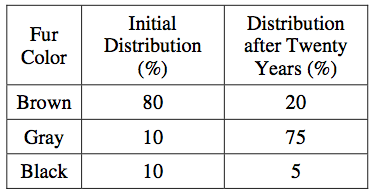 Fur Color
Initial Distribution (%)
Distribution after Twenty Years (%)
Brown 80 20
Gray 10 75
Black 10 5